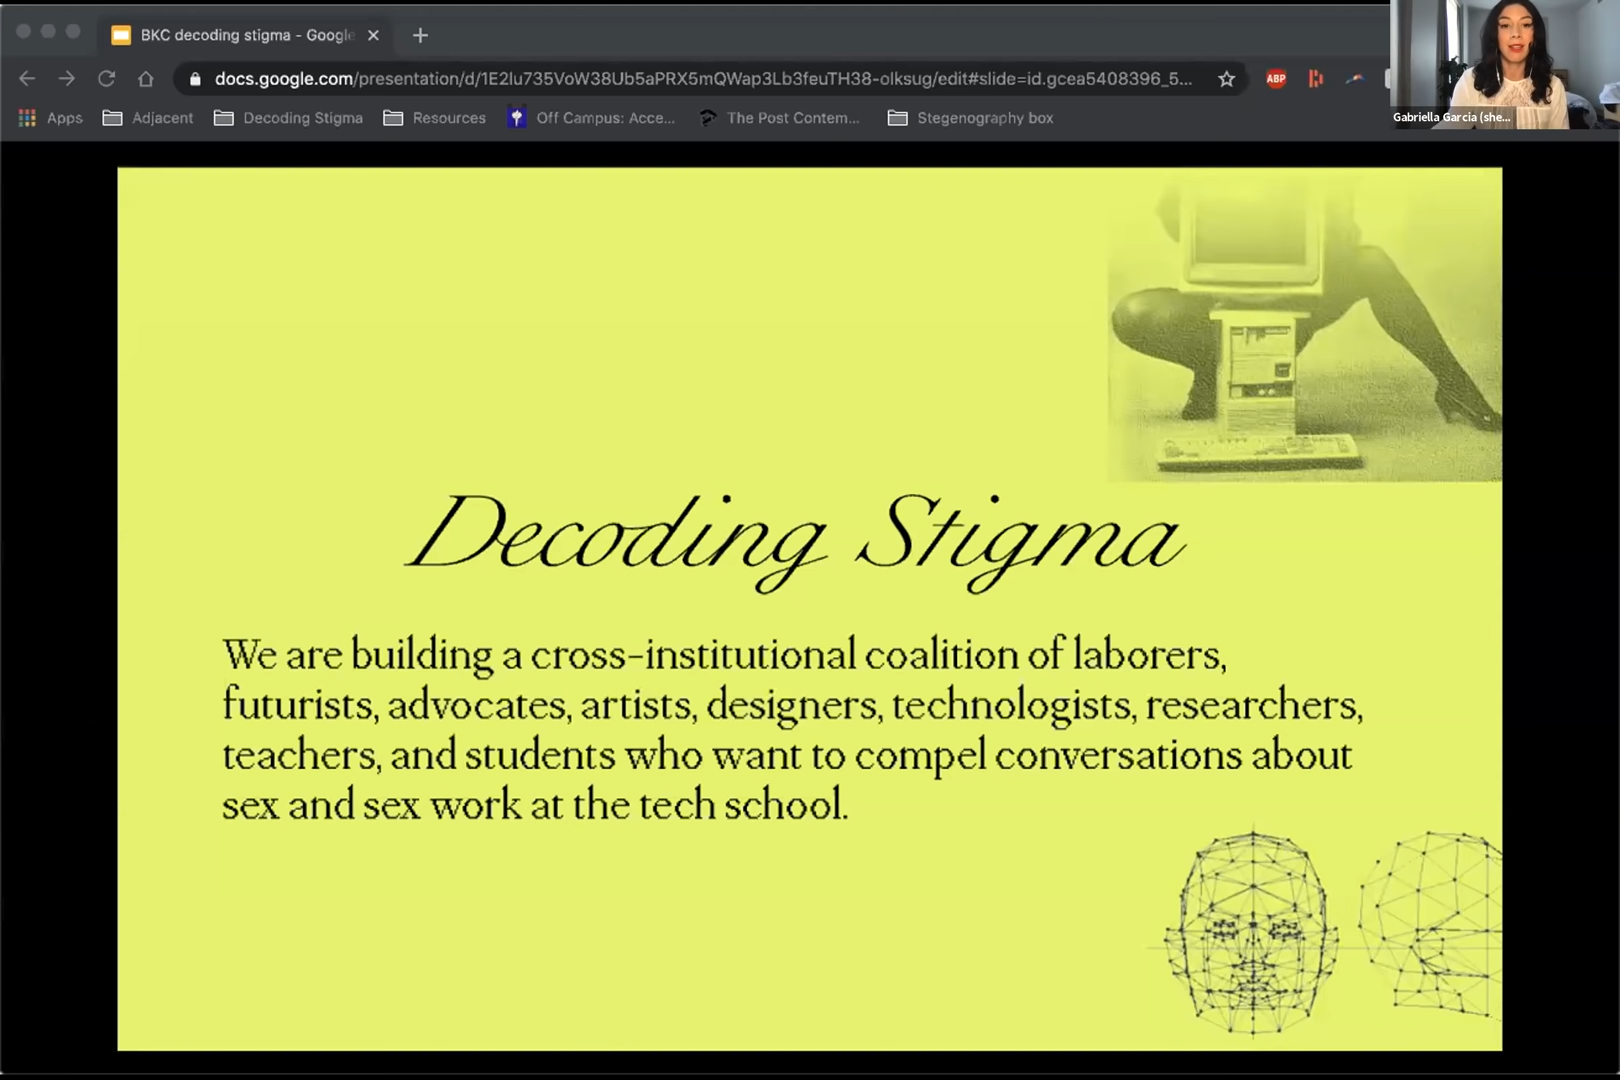 BKC decoding stigma - Google
docs.google.com/presentation/d/1E2lu735VoW38Ub5aPRX5mQWap3Lb3feuTH38-olksug/edit#slide=id.gcea5408396_5...
ABP
Apps Adjacent Decoding Stigma Resources Off Campus: Acce... The Post Contem... Stegenography box
Gabriella Garcia (she...
Decoding Stigma
We are building a cross-institutional coalition of laborers,
futurists, advocates, artists, designers, technologists, researchers,
teachers, and students who want to compel conversations about
sex and sex work at the tech school.